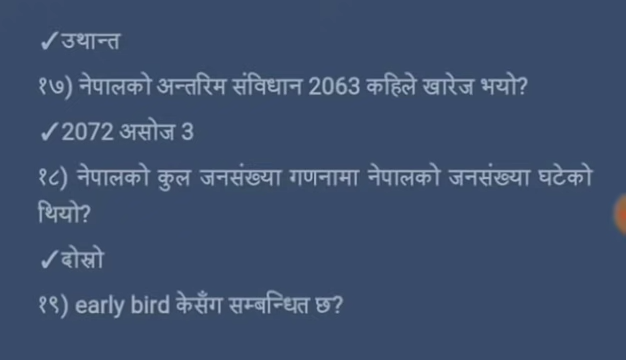 ✓उथान्त
१७) नेपालको अन्तरिम संविधान 2063 कहिले खारेज भयो?
✓2072 असोज 3
१८) नेपालको कुल जनसंख्या गणनामा नेपालको जनसंख्या घटेको
थियो?
✓दोस्रो
१९) early bird केसँग सम्बन्धित छ?